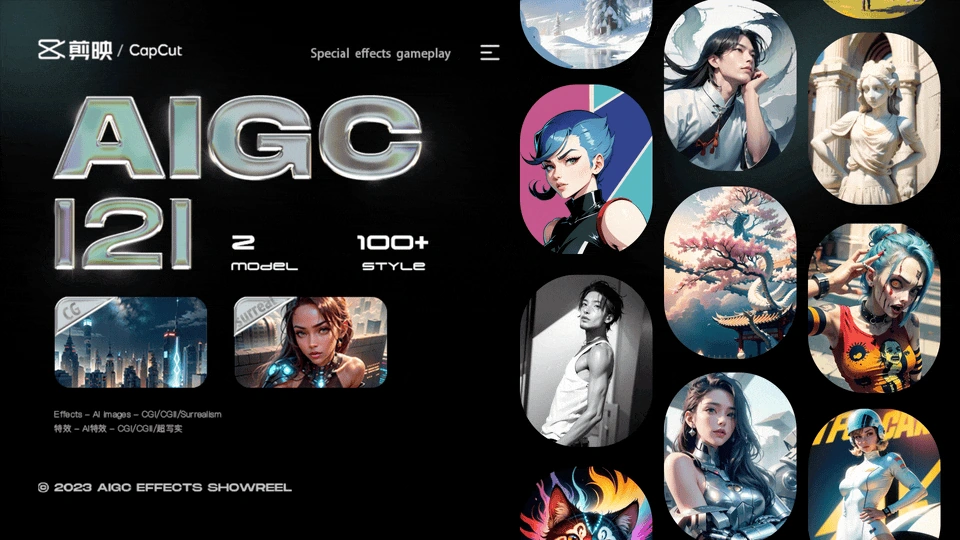 剪映 / CapCut
Special effects gameplay
AIGC
I2I
2
MODEL
100+
STYLE
CG
Surreal
Effects – AI Images – CGI/CGII/Surrealism
特效 – AI特效 – CGI/CGII/超写实
© 2023 AIGC EFFECTS SHOWREEL